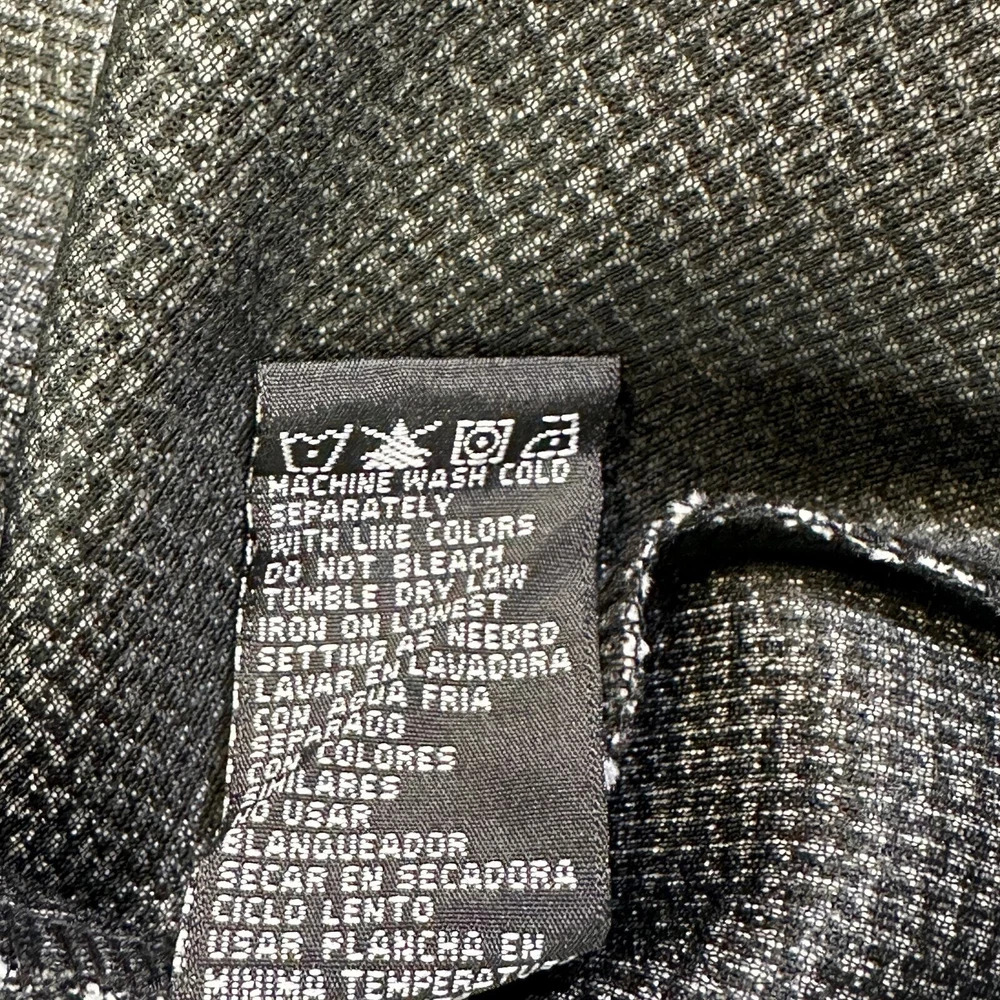 MACHINE WASH COLD
SEPARATELY
WITH LIKE COLORS
DO NOT BLEACH
TUMBLE DRY LOW
IRON ON LOWEST
SETTING AS NEEDED
LAVAR EN LAVADORA
CON AGUA FRIA
SEPARADO
CON COLORES
SIMILARES
NO USAR
BLANQUEADOR
SECAR EN SECADORA
CICLO LENTO
USAR PLANCHA EN
MINIMA